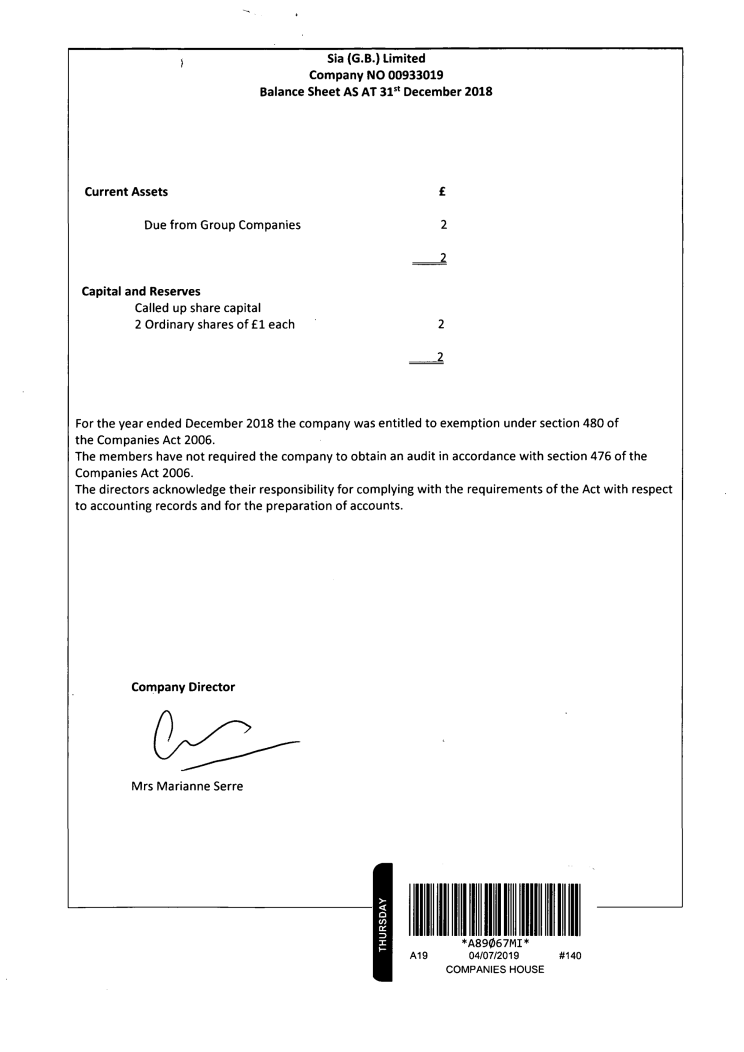 Sia (G.B.) Limited
Company NO 00933019
Balance Sheet AS AT 31st December 2018
Current Assets £
Due from Group Companies 2
2
Capital and Reserves
Called up share capital
2 Ordinary shares of £1 each 2
2
For the year ended December 2018 the company was entitled to exemption under section 480 of
the Companies Act 2006.
The members have not required the company to obtain an audit in accordance with section 476 of the
Companies Act 2006.
The directors acknowledge their responsibility for complying with the requirements of the Act with respect
to accounting records and for the preparation of accounts.
Company Director
Mrs Marianne Serre
THURSDAY
*A89Ø67MI*
A19 04/07/2019 #140
COMPANIES HOUSE